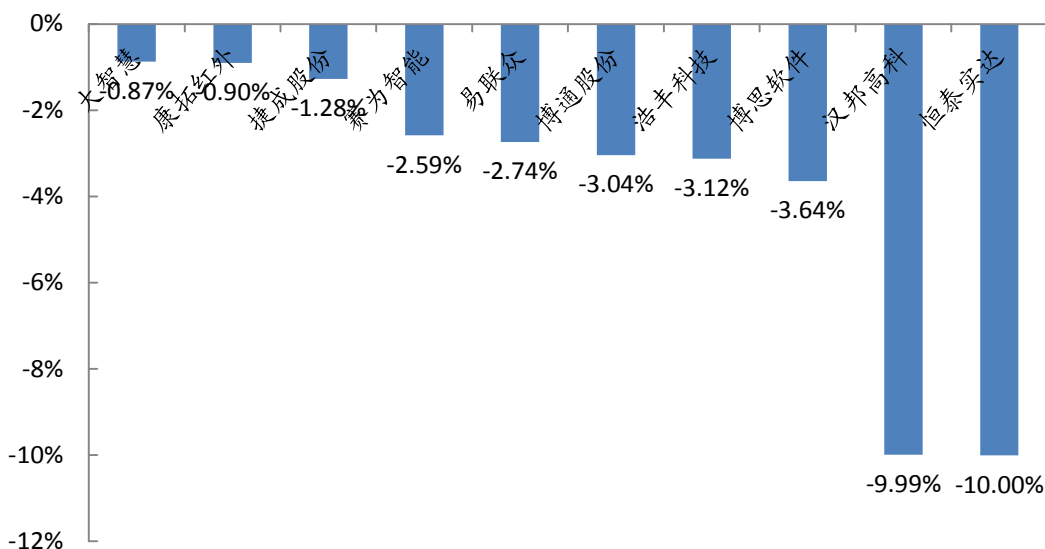 0%
-2%
-4%
-6%
-8%
-10%
-12%
大智慧
康拓红外
捷成股份
赛为智能
易联众
博通股份
浩丰科技
博思软件
汉邦高科
恒泰实达
-0.87%
-0.90%
-1.28%
-2.59%
-2.74%
-3.04%
-3.12%
-3.64%
-9.99%
-10.00%